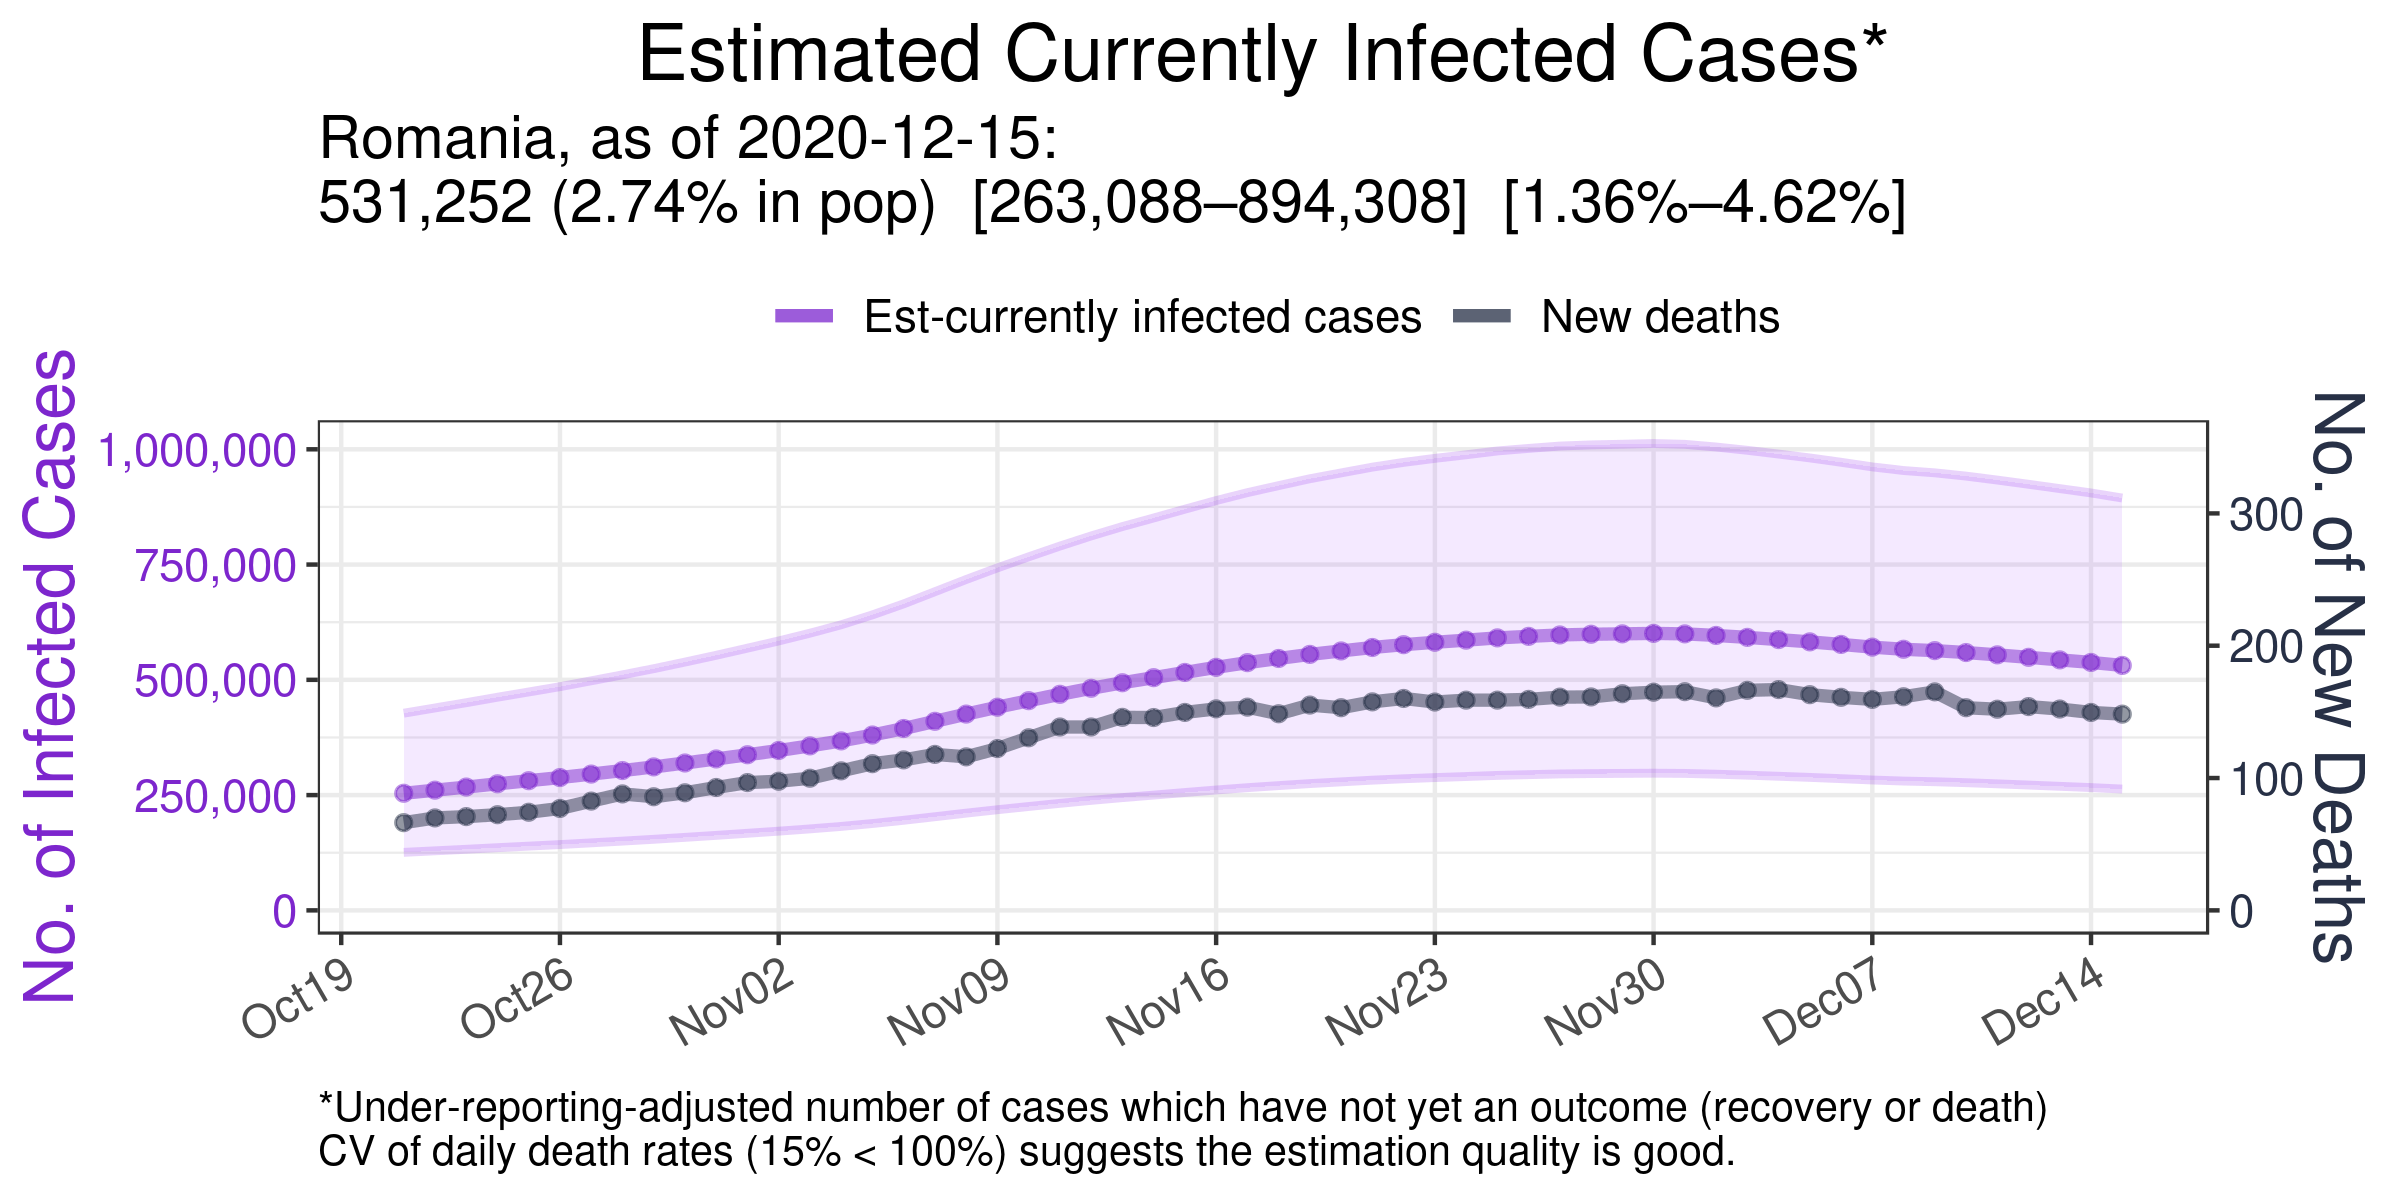 Estimated Currently Infected Cases*
Romania, as of 2020-12-15:
531,252 (2.74% in pop)  [263,088–894,308]  [1.36%–4.62%]
Est-currently infected cases
New deaths
No. of Infected Cases
1,000,000
750,000
500,000
250,000
0
No. of New Deaths
300
200
100
0
Oct19
Oct26
Nov02
Nov09
Nov16
Nov23
Nov30
Dec07
Dec14
*Under-reporting-adjusted number of cases which have not yet an outcome (recovery or death)
CV of daily death rates (15% < 100%) suggests the estimation quality is good.